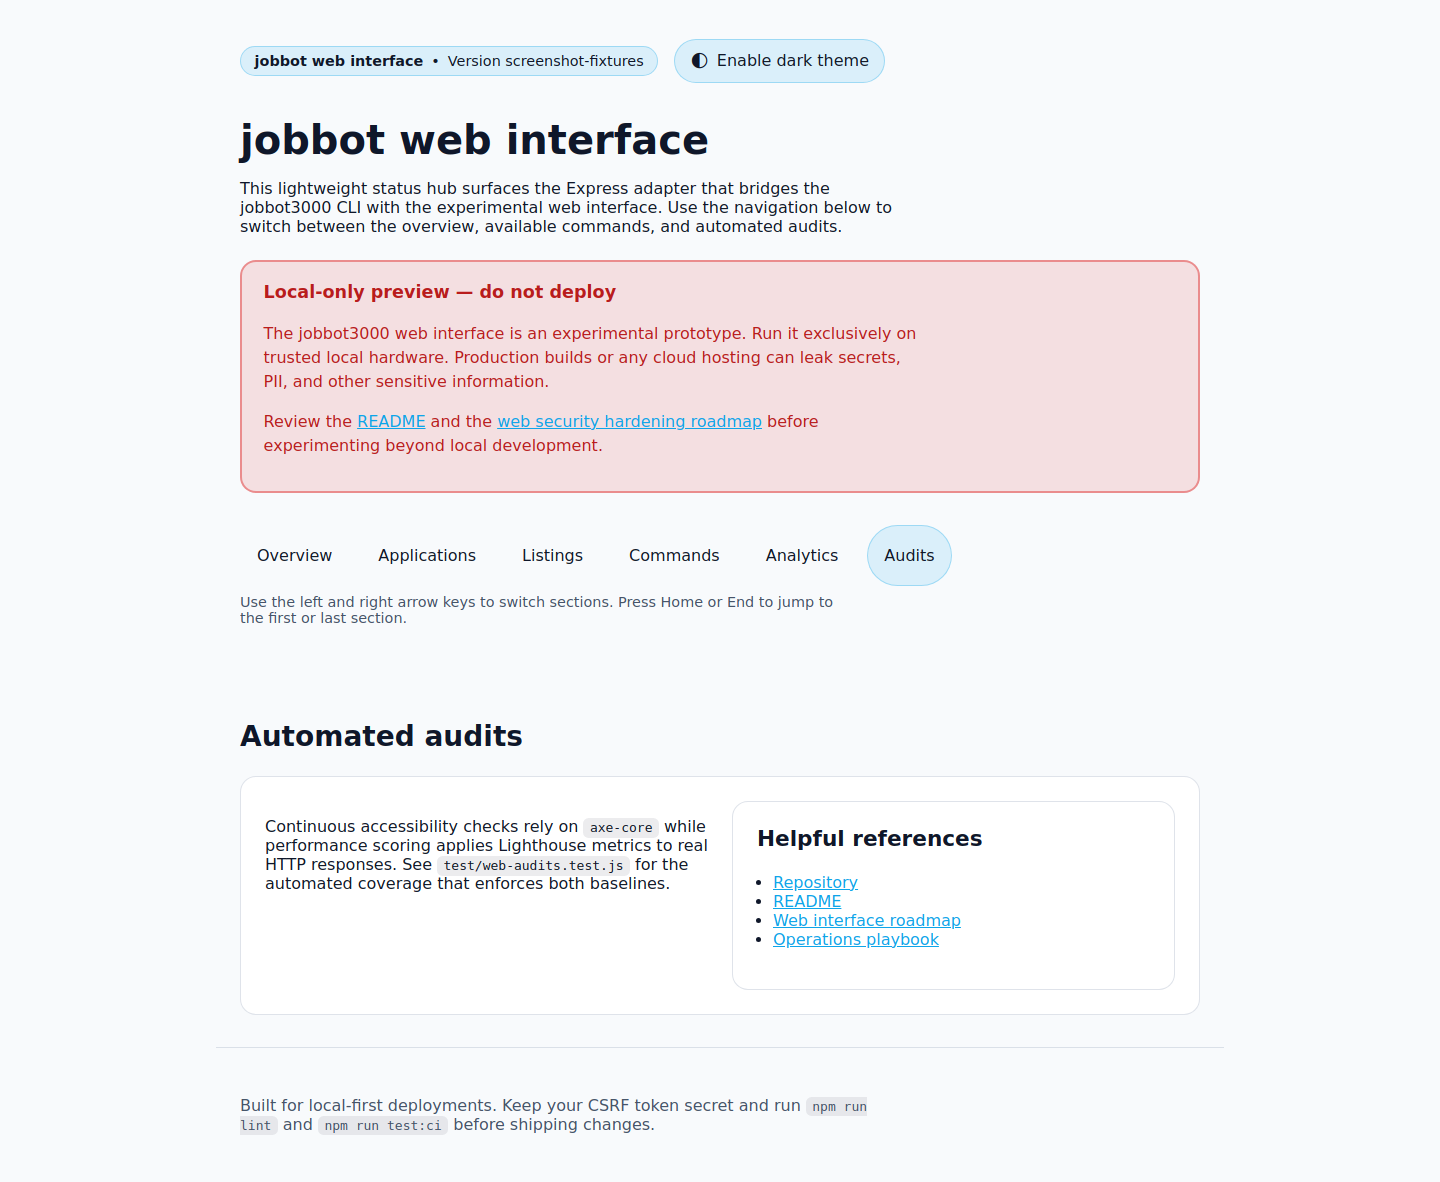 jobbot web interface • Version screenshot-fixtures
Enable dark theme
jobbot web interface
This lightweight status hub surfaces the Express adapter that bridges the
jobbot3000 CLI with the experimental web interface. Use the navigation below to
switch between the overview, available commands, and automated audits.
Local-only preview — do not deploy
The jobbot3000 web interface is an experimental prototype. Run it exclusively on
trusted local hardware. Production builds or any cloud hosting can leak secrets,
PII, and other sensitive information.
Review the README and the web security hardening roadmap before
experimenting beyond local development.
Overview Applications Listings Commands Analytics Audits
Use the left and right arrow keys to switch sections. Press Home or End to jump to
the first or last section.
Automated audits
Continuous accessibility checks rely on axe-core while
performance scoring applies Lighthouse metrics to real
HTTP responses. See test/web-audits.test.js for the
automated coverage that enforces both baselines.
Helpful references
• Repository
• README
• Web interface roadmap
• Operations playbook
Built for local-first deployments. Keep your CSRF token secret and run npm run
lint and npm run test:ci before shipping changes.